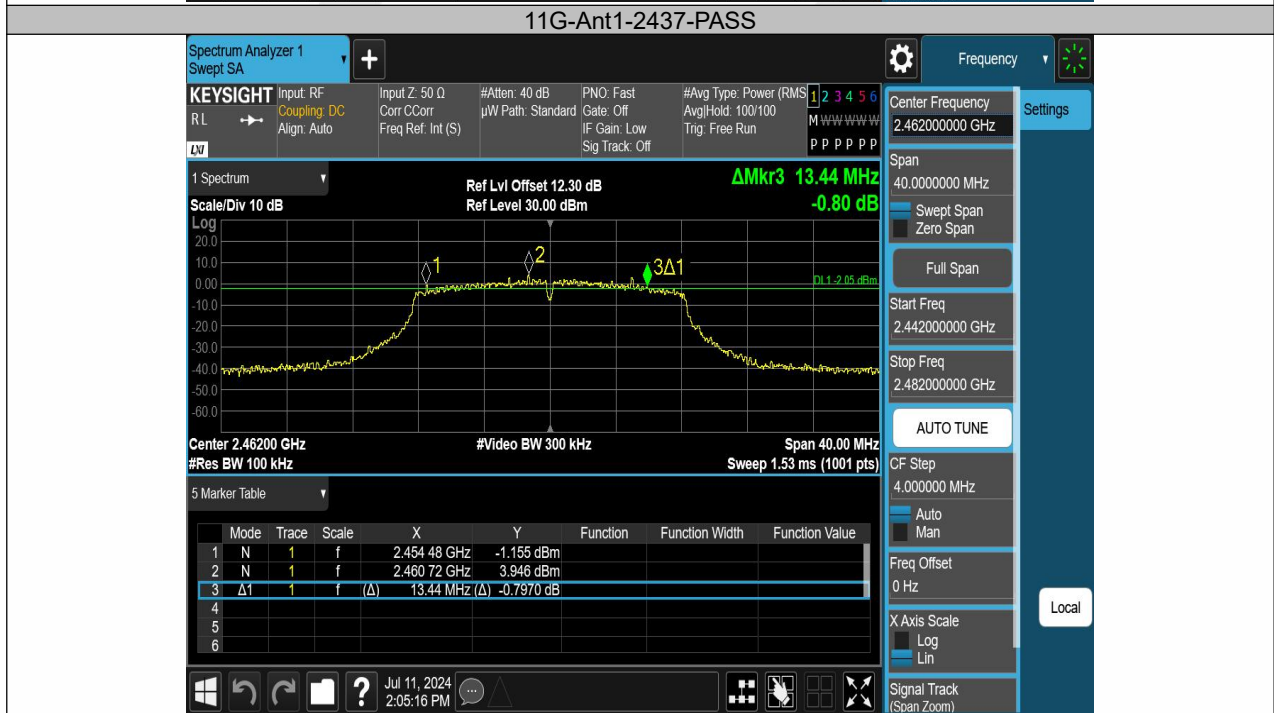 11G-Ant1-2437-PASS
Spectrum Analyzer 1
Swept SA
+
Frequency
KEYSIGHT
RL
LXI
Input: RF
Coupling: DC
Align: Auto
Input Z: 50 Ω
Corr CCorr
Freq Ref: Int (S)
#Atten: 40 dB
µW Path: Standard
PNO: Fast
Gate: Off
IF Gain: Low
Sig Track: Off
#Avg Type: Power (RMS
Avg|Hold: 100/100
Trig: Free Run
1 2 3 4 5 6
M W W W W W
P P P P P P
1 Spectrum
Scale/Div 10 dB
Ref Lvl Offset 12.30 dB
Ref Level 30.00 dBm
ΔMkr3 13.44 MHz
-0.80 dB
Log
20.0
10.0
0.00
-10.0
-20.0
-30.0
-40.0
-50.0
-60.0
1
2
3Δ1
DL1 -2.05 dBm
Center 2.46200 GHz
#Video BW 300 kHz
Span 40.00 MHz
#Res BW 100 kHz
Sweep 1.53 ms (1001 pts)
5 Marker Table
Mode Trace Scale X Y Function Function Width Function Value
1 N 1 f 2.454 48 GHz -1.155 dBm
2 N 1 f 2.460 72 GHz 3.946 dBm
3 Δ1 1 f (Δ) 13.44 MHz (Δ) -0.7970 dB
4
5
6
?
Jul 11, 2024
2:05:16 PM
Center Frequency
2.462000000 GHz
Settings
Span
40.0000000 MHz
Swept Span
Zero Span
Full Span
Start Freq
2.442000000 GHz
Stop Freq
2.482000000 GHz
AUTO TUNE
CF Step
4.000000 MHz
Auto
Man
Freq Offset
0 Hz
X Axis Scale
Log
Lin
Local
Signal Track
(Span Zoom)